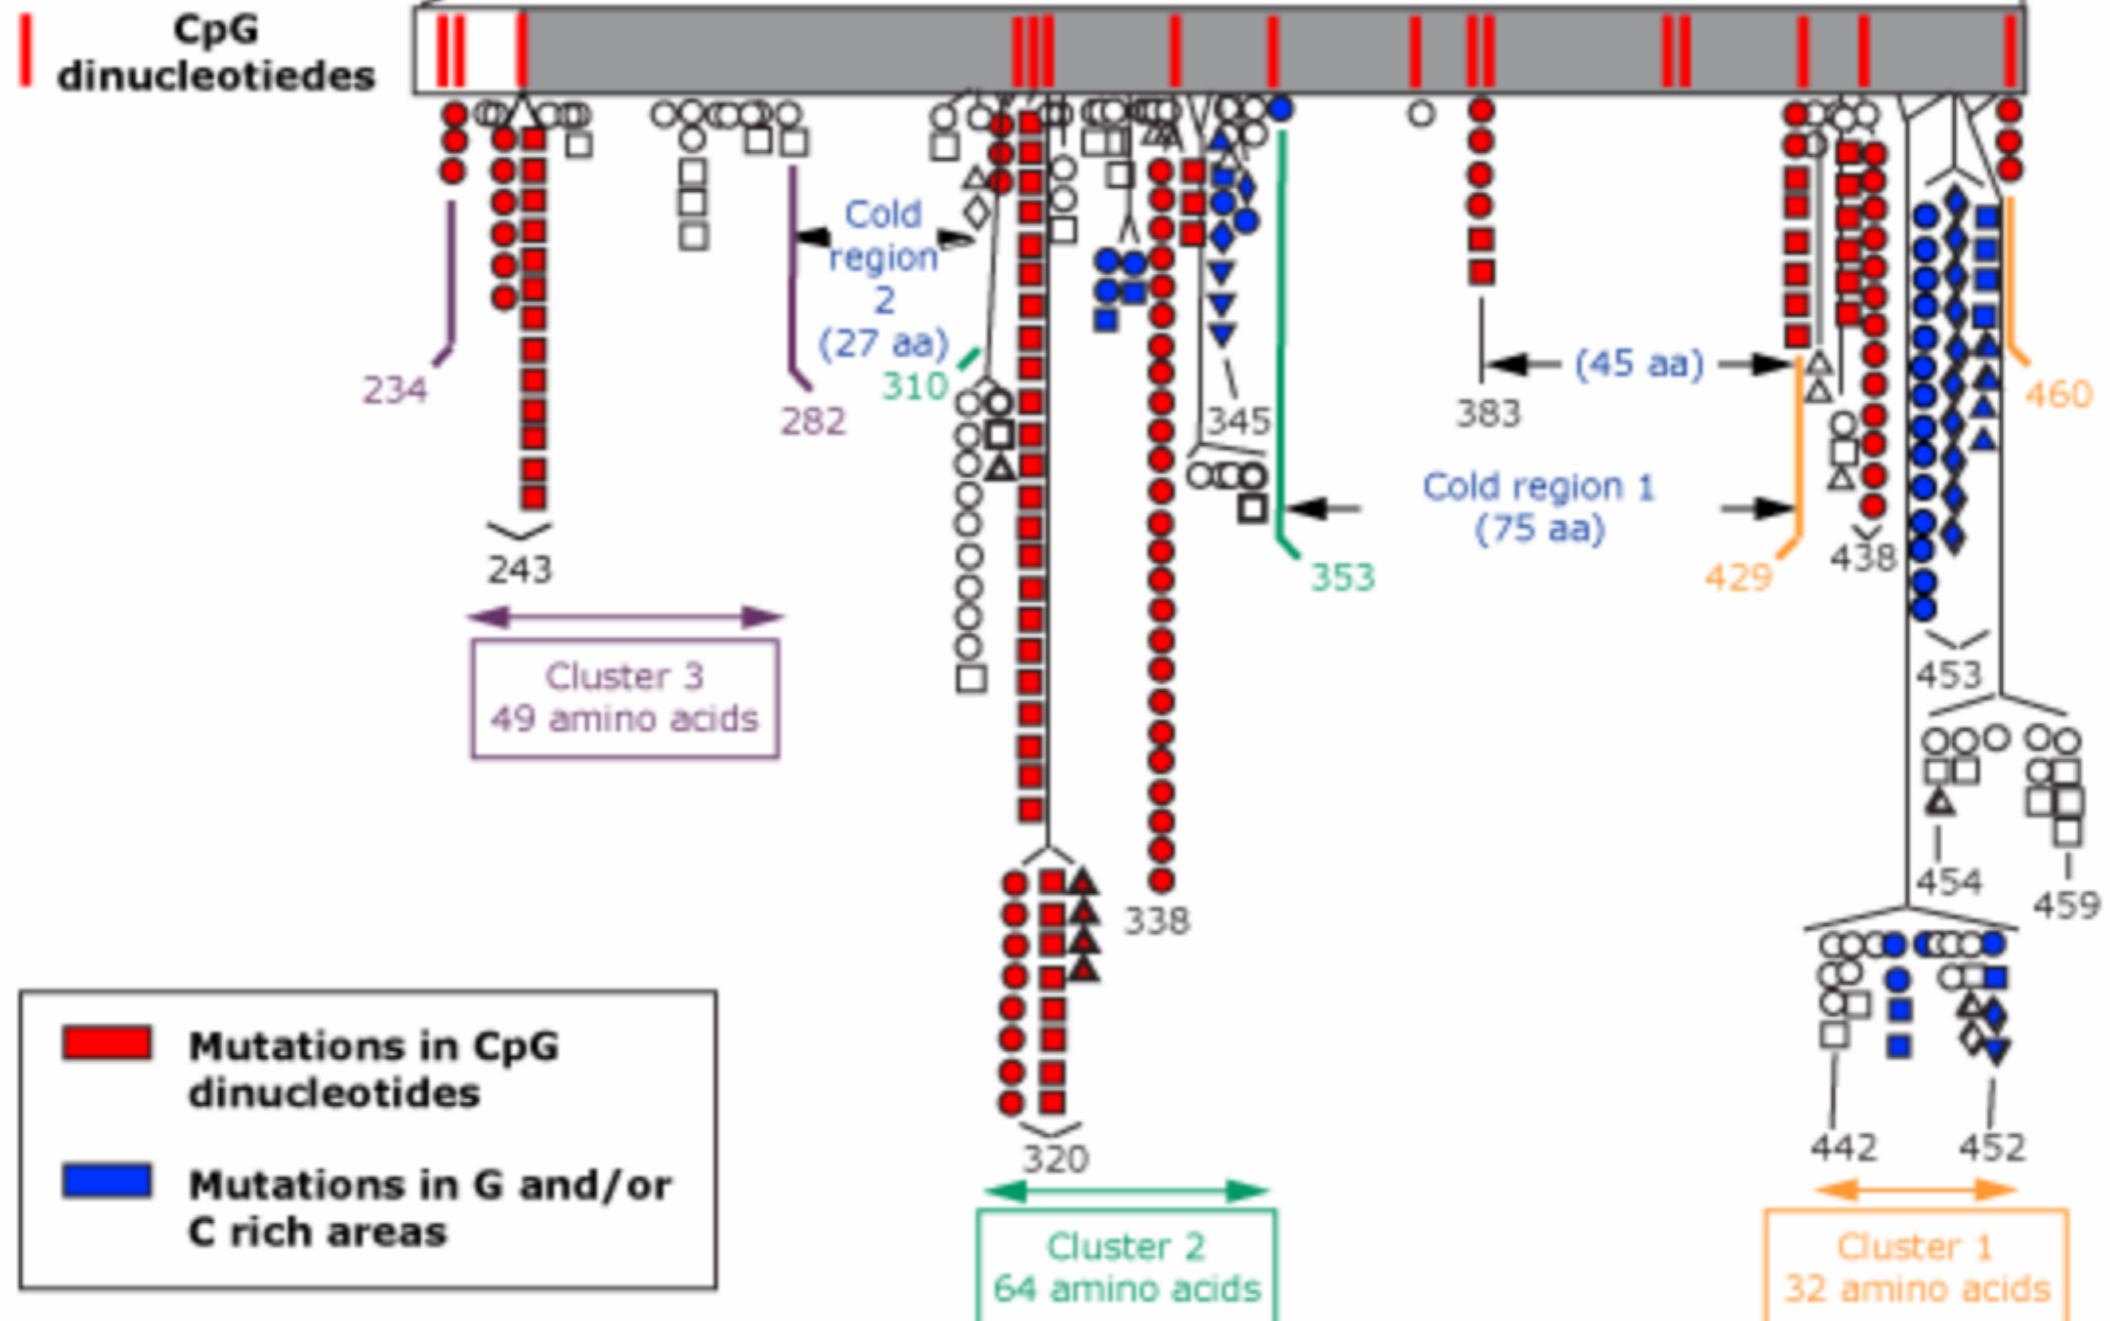 CpG
dinucleotiedes
Cold
region
2
(27 aa)
234
282
310
345
383
(45 aa)
460
Cold region 1
(75 aa)
353
429
438
243
Cluster 3
49 amino acids
453
454
459
338
442
452
320
Mutations in CpG
dinucleotides
Mutations in G and/or
C rich areas
Cluster 2
64 amino acids
Cluster 1
32 amino acids